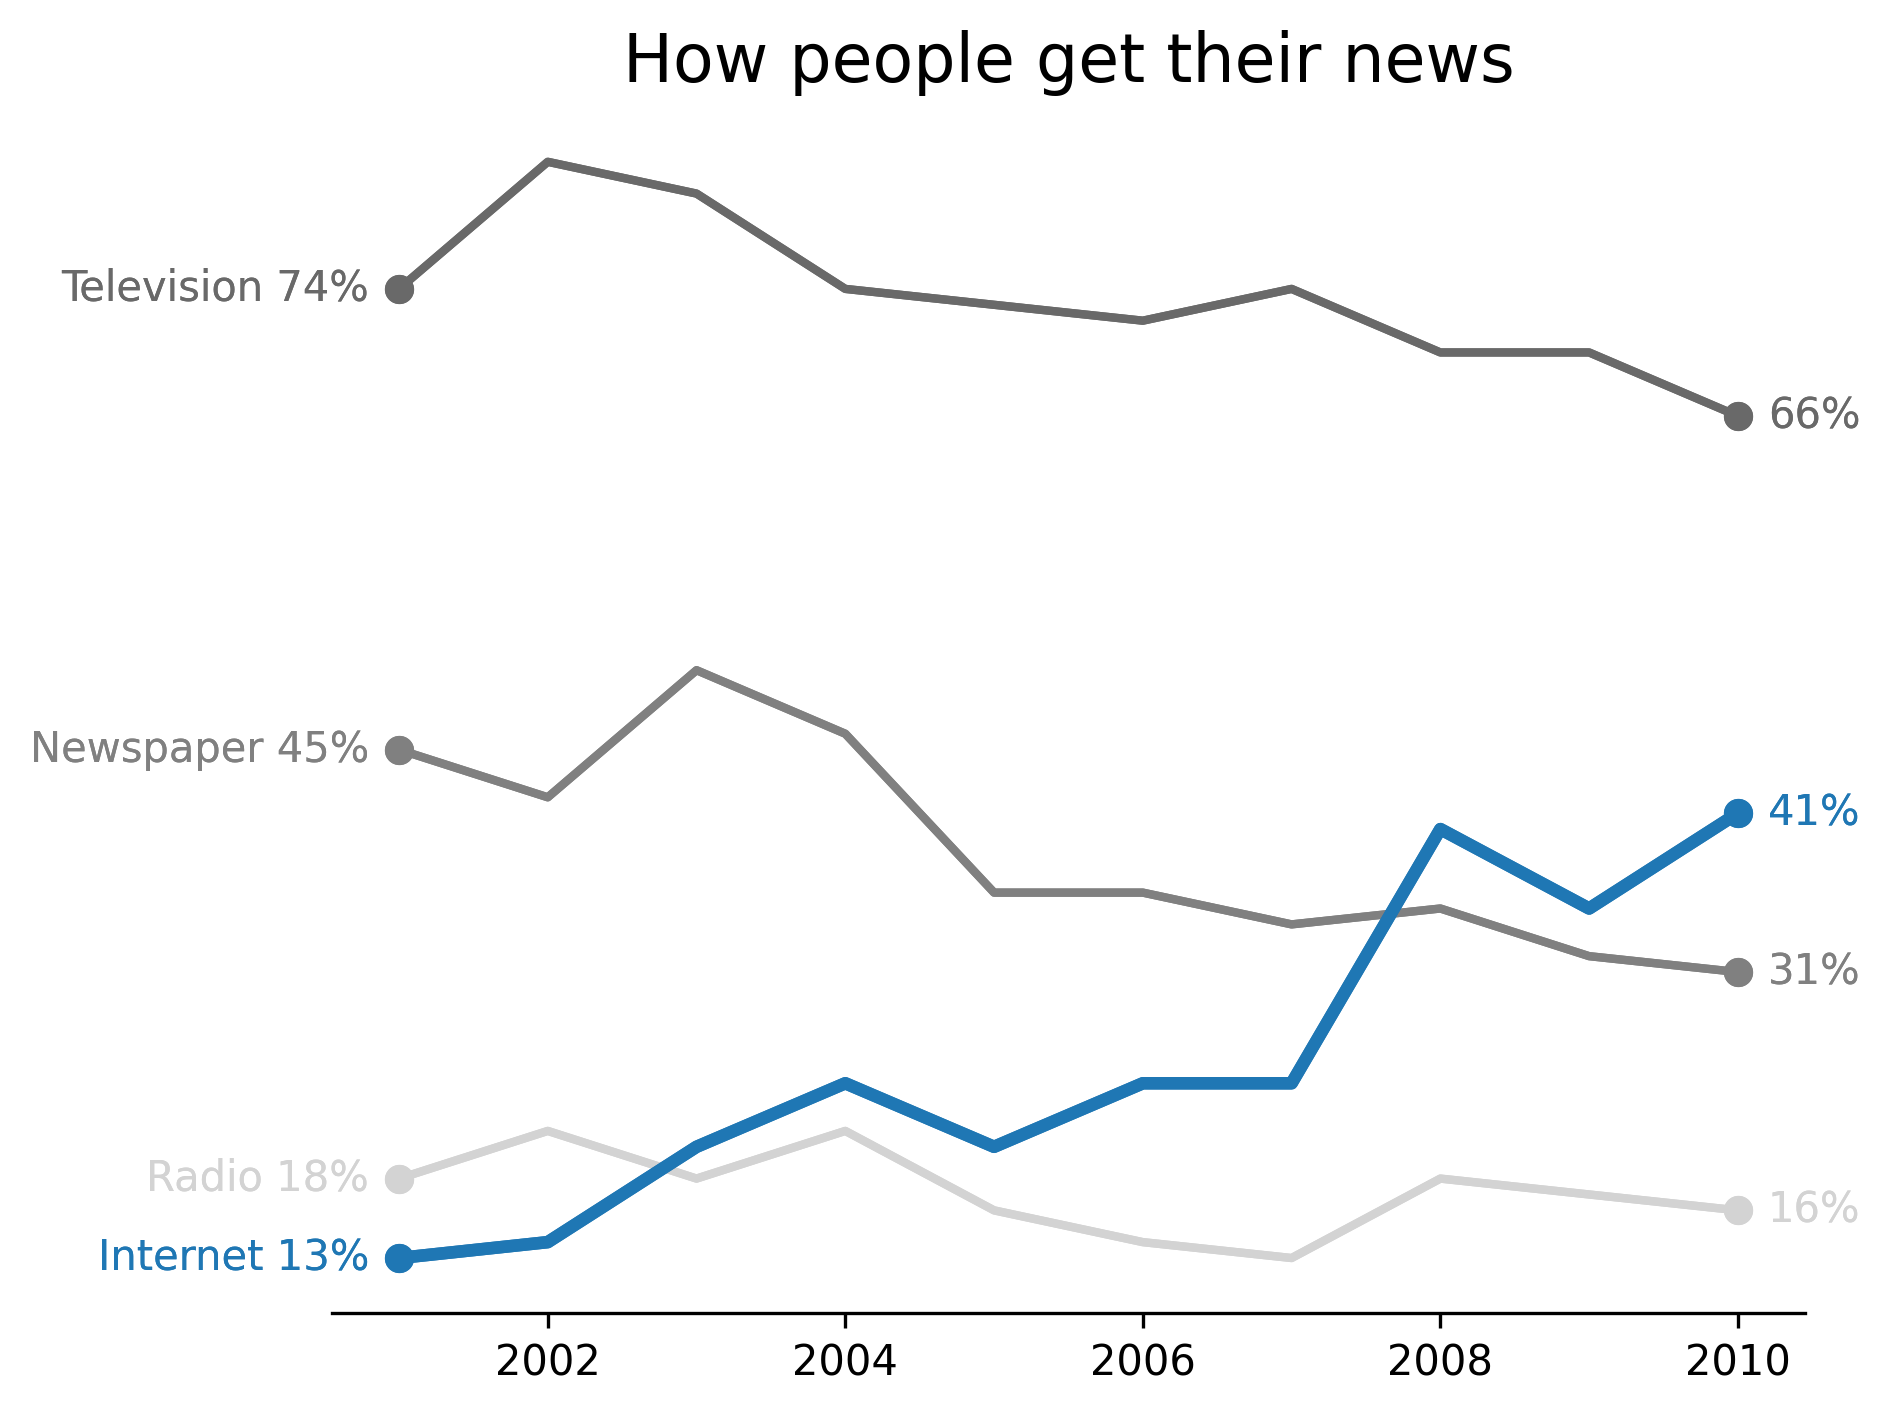 How people get their news
Television 74%
66%
Newspaper 45%
41%
31%
Radio 18%
16%
Internet 13%
2002 2004 2006 2008 2010